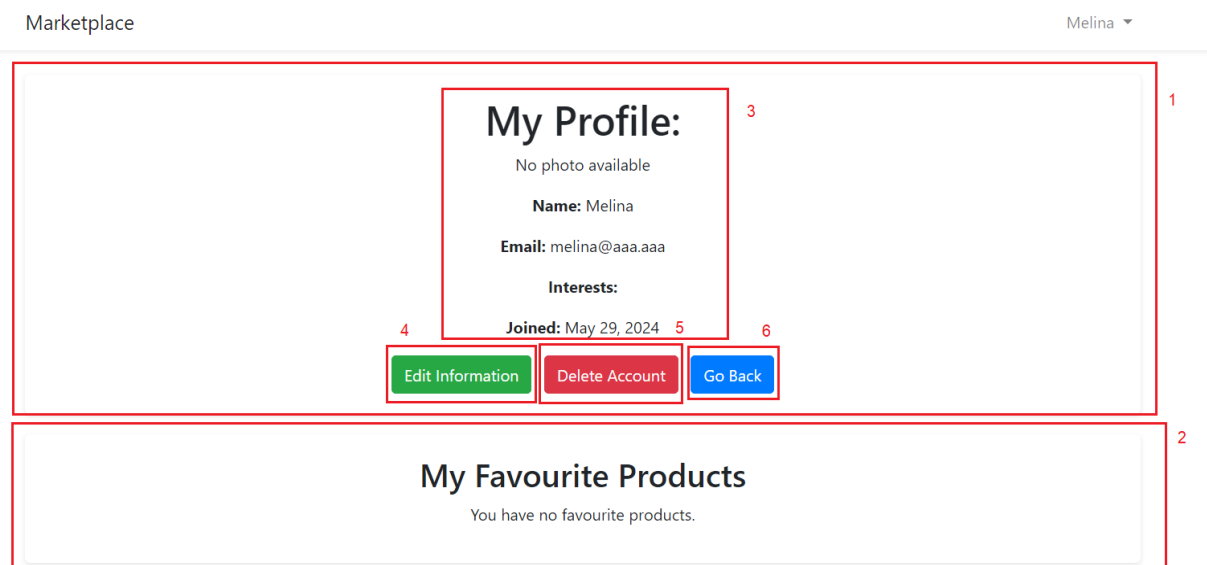 Marketplace Melina
1
My Profile: 3
No photo available
Name: Melina
Email: melina@aaa.aaa
Interests:
4 Joined: May 29, 2024 5 6
Edit Information Delete Account Go Back
2
My Favourite Products
You have no favourite products.